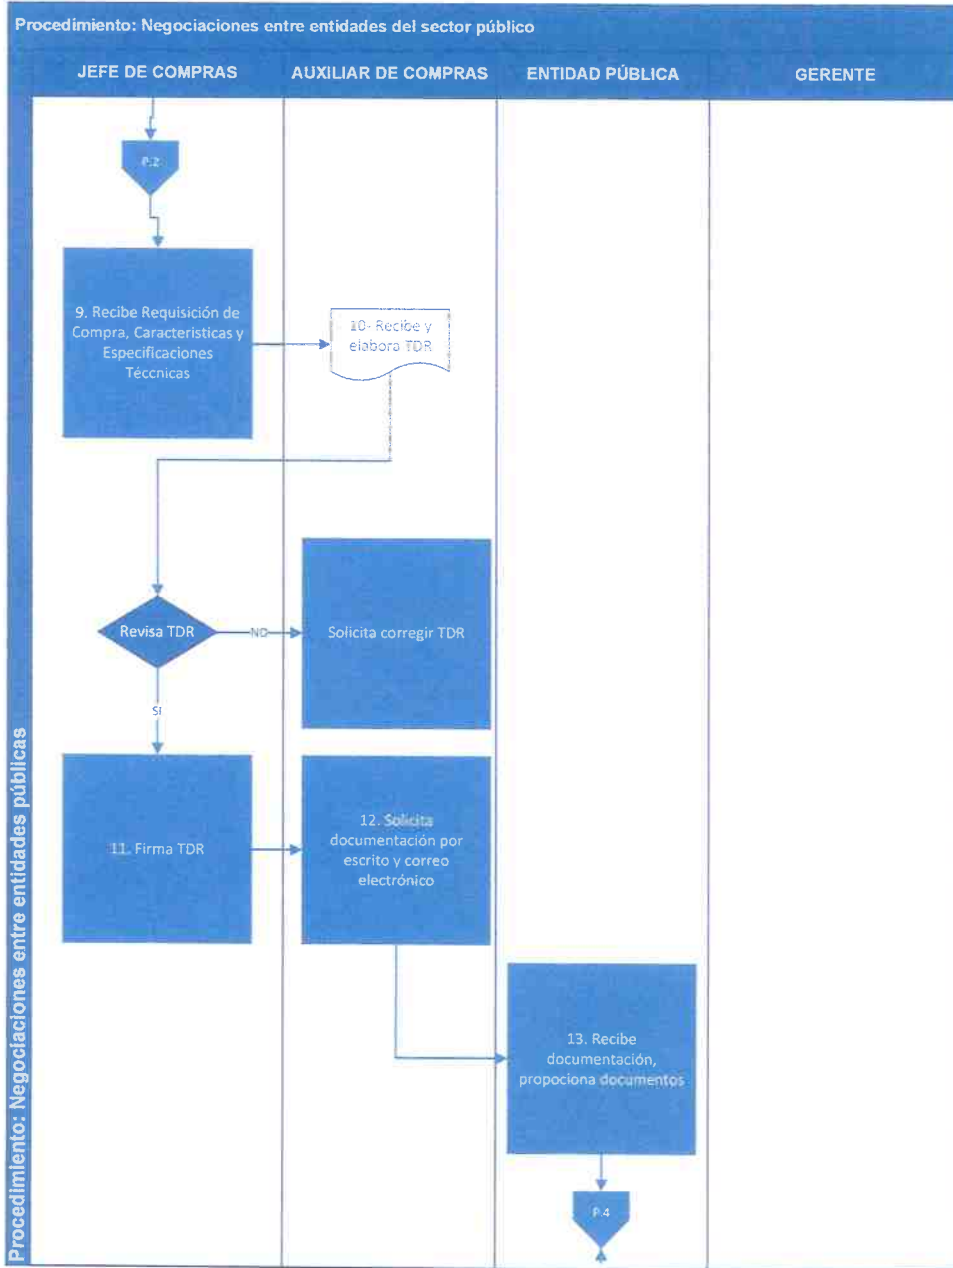 Procedimiento: Negociaciones entre entidades del sector público
JEFE DE COMPRAS
AUXILIAR DE COMPRAS
ENTIDAD PÚBLICA
GERENTE
P.2
9. Recibe Requisición de
Compra, Caracteristicas y
Especificaciones
Téccnicas
10- Recibe y
elabora TDR
Revisa TDR
NO
Solicita corregir TDR
SI
11. Firma TDR
12. Solicita
documentación por
escrito y correo
electrónico
13. Recibe
documentación,
propociona documentos
P.4
Procedimiento: Negociaciones entre entidades públicas